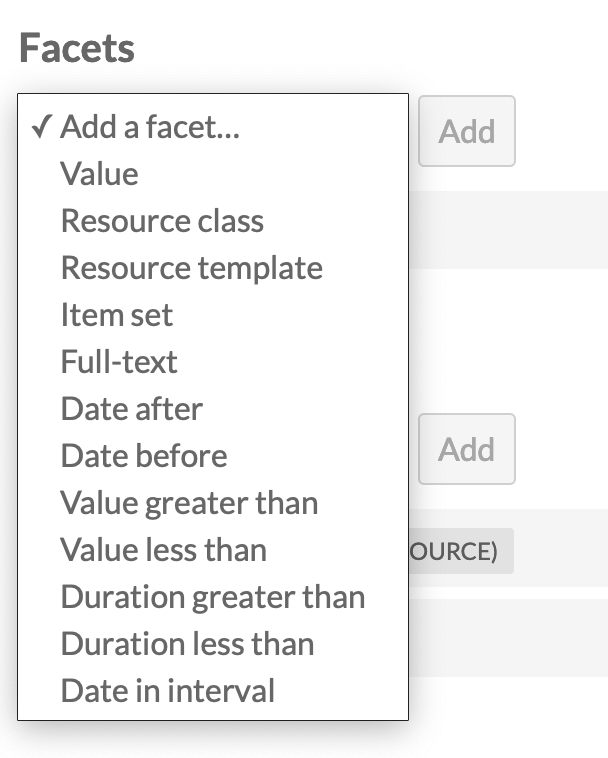 Facets
✓ Add a facet...
Add
Value
Resource class
Resource template
Item set
Full-text
Date after
Date before
Add
Value greater than
Value less than
OURCE)
Duration greater than
Duration less than
Date in interval